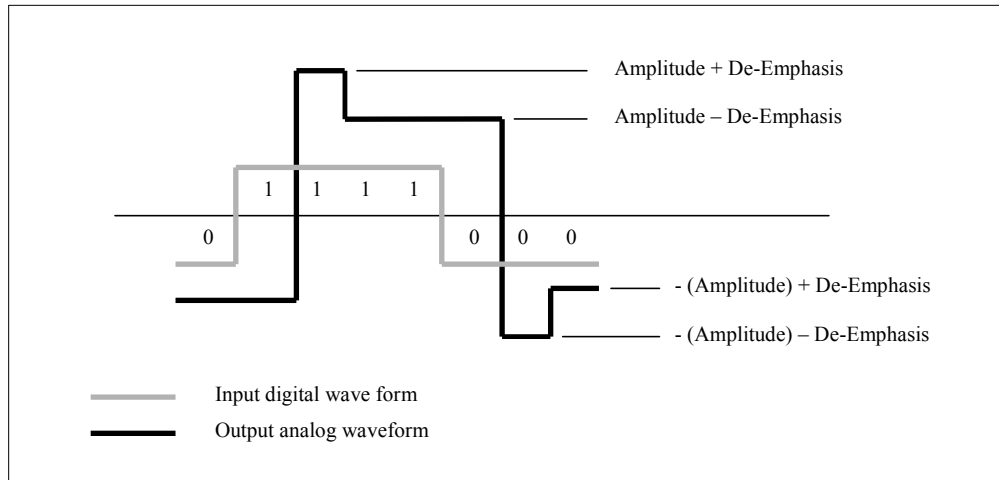 Amplitude + De-Emphasis
Amplitude – De-Emphasis
1 1 1 1
0 0 0 0
- (Amplitude) + De-Emphasis
- (Amplitude) – De-Emphasis
Input digital wave form
Output analog waveform